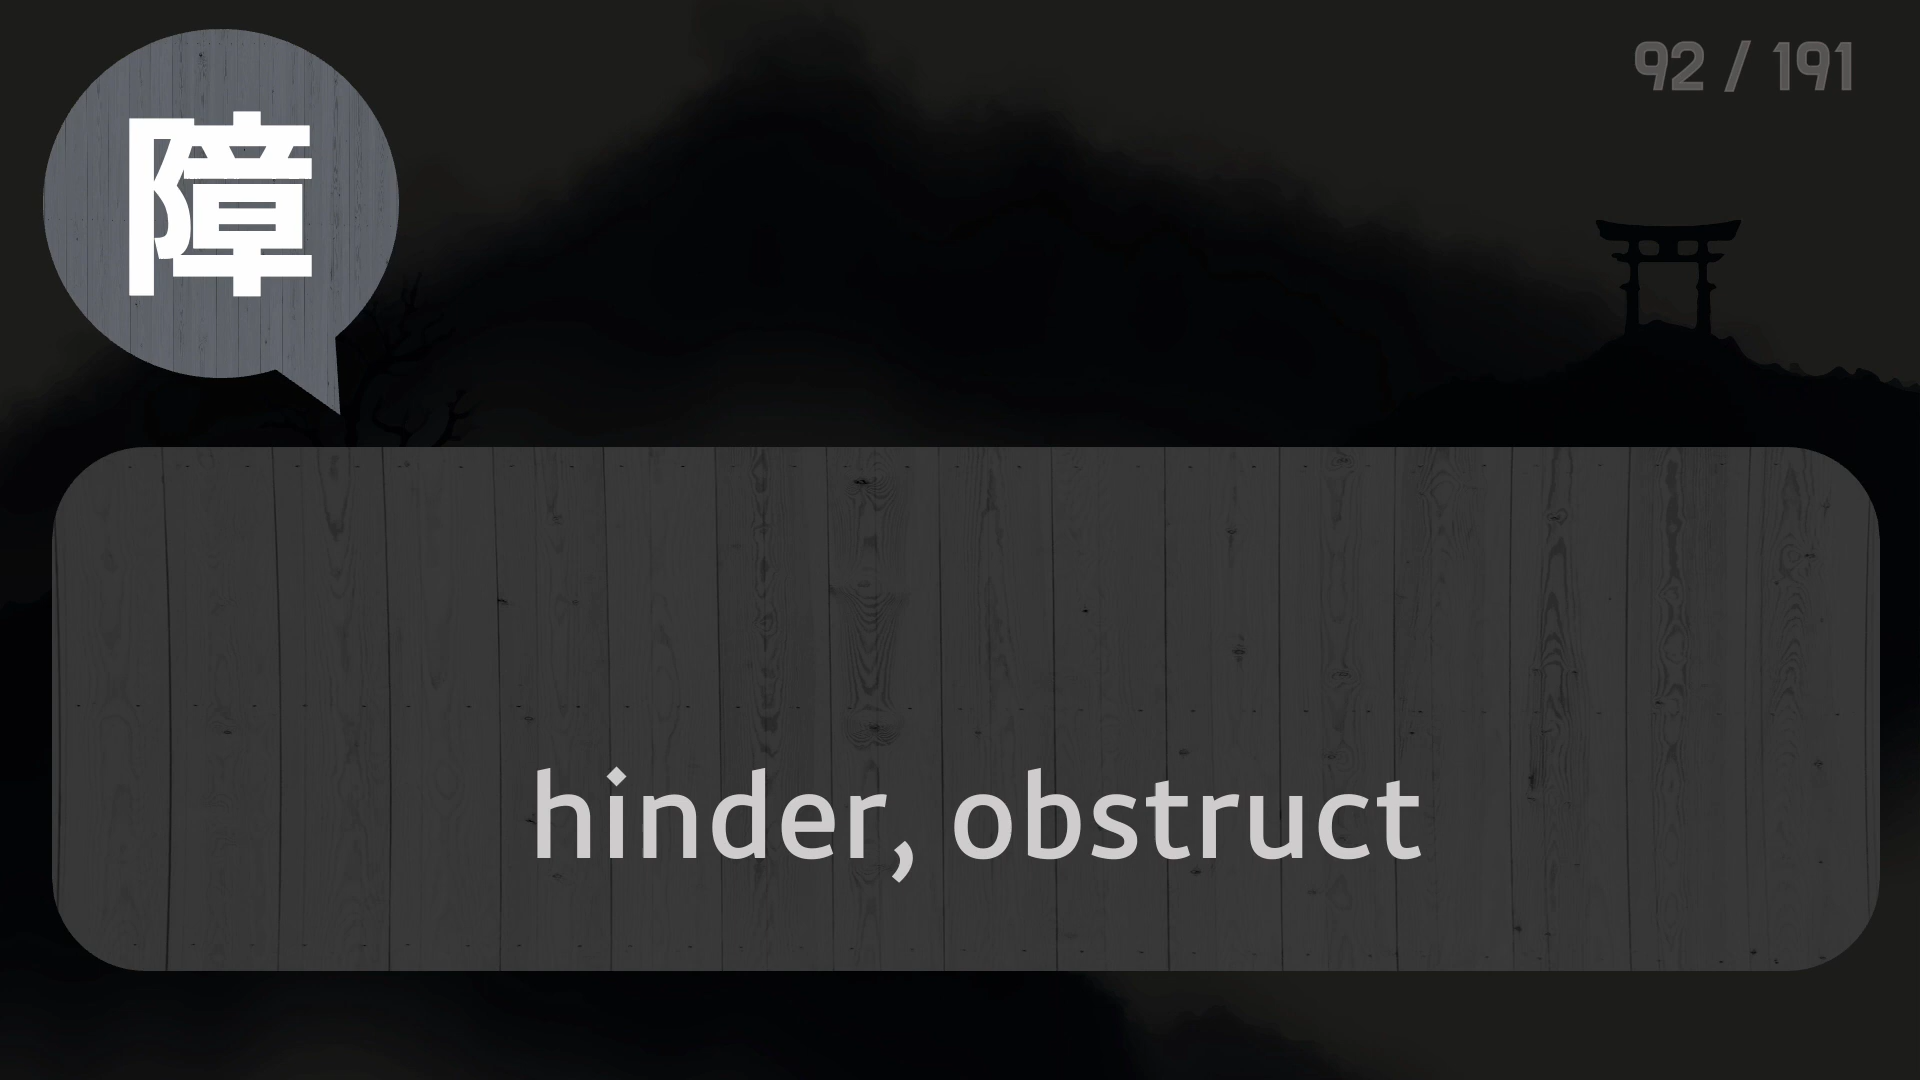 障
92 / 191
hinder, obstruct